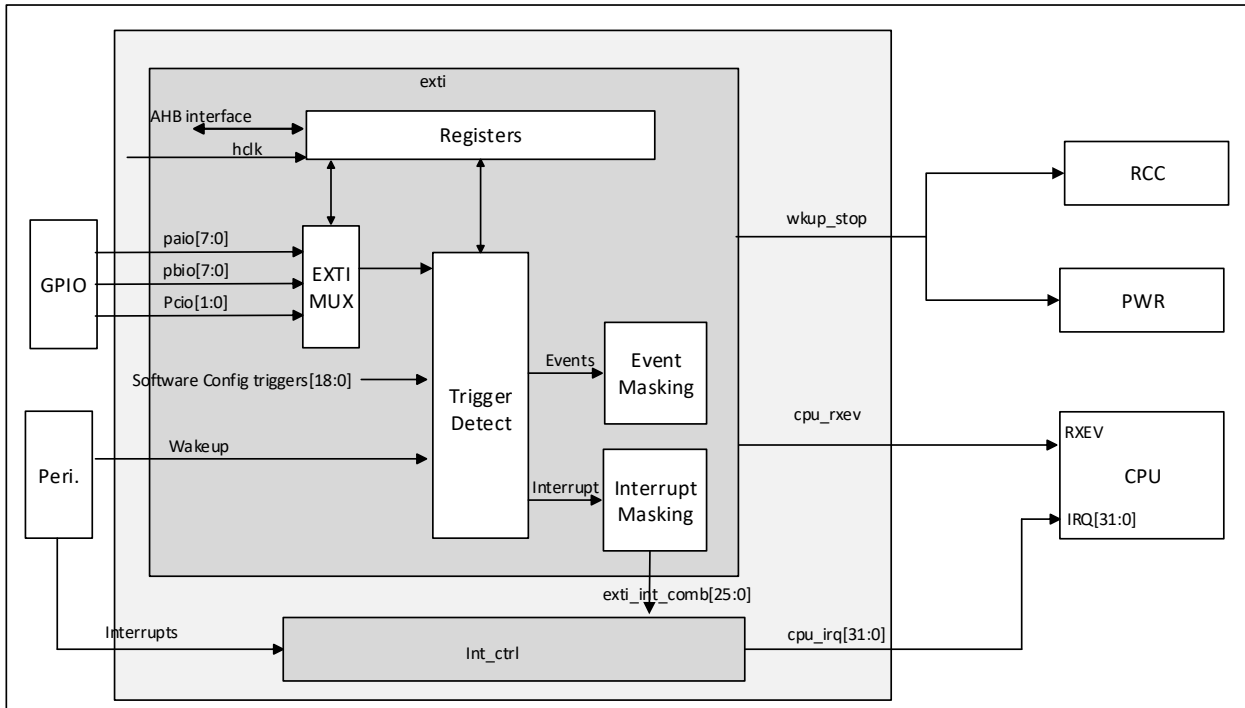 exti
AHB interface
Registers
hclk
RCC
wkup_stop
paio[7:0]
GPIO
pbio[7:0]
EXTI
MUX
Pcio[1:0]
PWR
Events
Event
Masking
Software Config triggers[18:0]
Trigger
Detect
cpu_rxev
RXEV
Wakeup
Peri.
CPU
Interrupt
Interrupt
Masking
IRQ[31:0]
exti_int_comb[25:0]
Interrupts
Int_ctrl
cpu_irq[31:0]